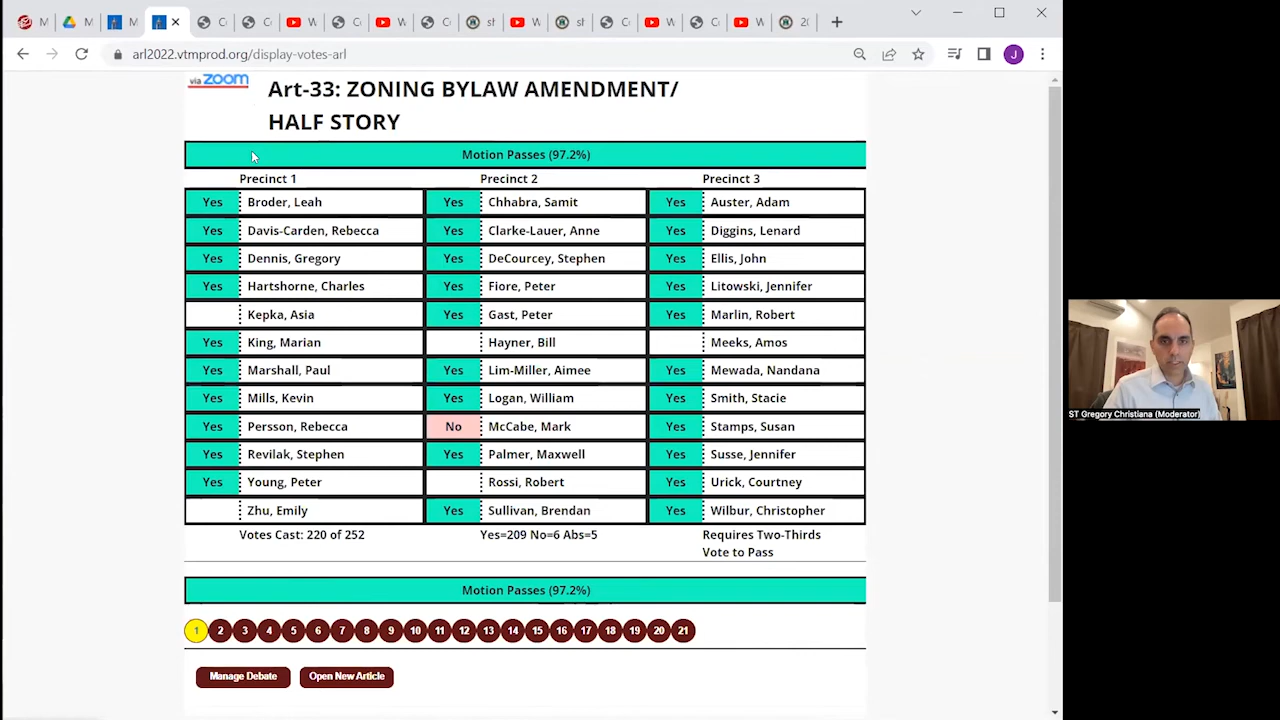 arl2022.vtmprod.org/display-votes-arl
J
via zoom
Art-33: ZONING BYLAW AMENDMENT/
HALF STORY
Motion Passes (97.2%)
Precinct 1 Precinct 2 Precinct 3
Yes Broder, Leah Yes Chhabra, Samit Yes Auster, Adam
Yes Davis-Carden, Rebecca Yes Clarke-Lauer, Anne Yes Diggins, Lenard
Yes Dennis, Gregory Yes DeCourcey, Stephen Yes Ellis, John
Yes Hartshorne, Charles Yes Fiore, Peter Yes Litowski, Jennifer
Kepka, Asia Yes Gast, Peter Yes Marlin, Robert
Yes King, Marian Hayner, Bill Meeks, Amos
Yes Marshall, Paul Yes Lim-Miller, Aimee Yes Mewada, Nandana
Yes Mills, Kevin Yes Logan, William Yes Smith, Stacie
Yes Persson, Rebecca No McCabe, Mark Yes Stamps, Susan
Yes Revilak, Stephen Yes Palmer, Maxwell Yes Susse, Jennifer
Yes Young, Peter Rossi, Robert Yes Urick, Courtney
Zhu, Emily Yes Sullivan, Brendan Yes Wilbur, Christopher
Votes Cast: 220 of 252 Yes=209 No=6 Abs=5 Requires Two-Thirds
Vote to Pass
Motion Passes (97.2%)
1 2 3 4 5 6 7 8 9 10 11 12 13 14 15 16 17 18 19 20 21
Manage Debate Open New Article
ST Gregory Christiana (Moderator)